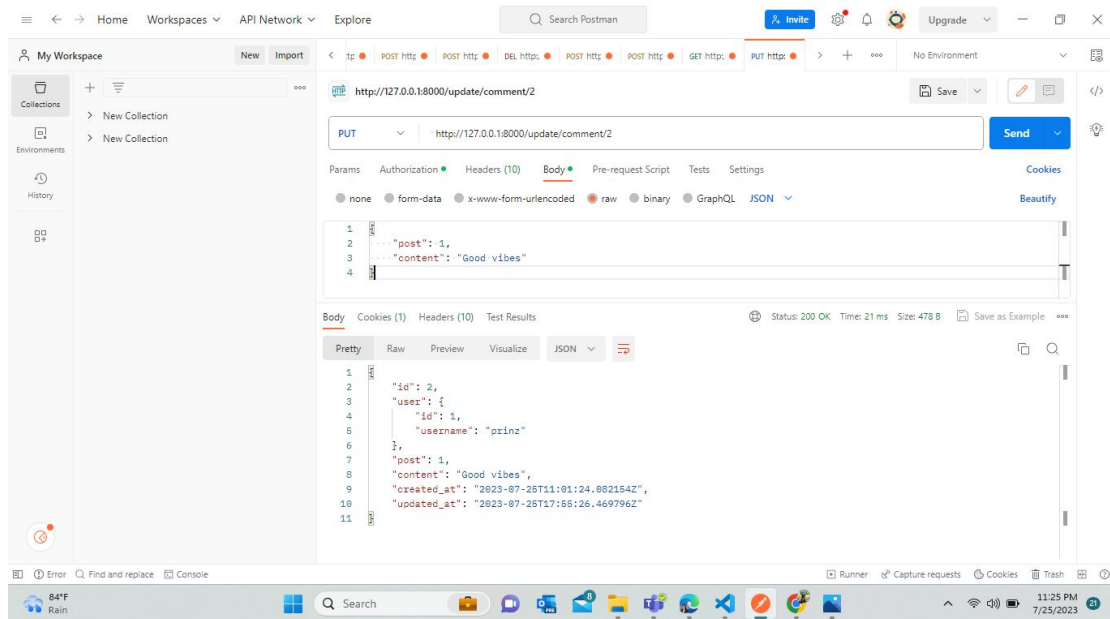 Home Workspaces API Network Explore Search Postman Invite Upgrade
My Workspace New Import
POST http POST http DEL http: POST http POST http GET http: PUT http: No Environment
Collections
New Collection
New Collection
Environments
History
http://127.0.0.1:8000/update/comment/2 Save
PUT http://127.0.0.1:8000/update/comment/2 Send
Params Authorization Headers (10) Body Pre-request Script Tests Settings Cookies
none form-data x-www-form-urlencoded raw binary GraphQL JSON Beautify
1 {
2 "post": 1,
3 "content": "Good vibes"
4 }
Body Cookies (1) Headers (10) Test Results Status: 200 OK Time: 21 ms Size: 478 B Save as Example
Pretty Raw Preview Visualize JSON
1 {
2 "id": 2,
3 "user": {
4 "id": 1,
5 "username": "prinz"
6 },
7 "post": 1,
8 "content": "Good vibes",
9 "created_at": "2023-07-25T11:01:24.082154Z",
10 "updated_at": "2023-07-25T17:55:26.469796Z"
11 }
Error Find and replace Console Runner Capture requests Cookies Trash
84°F
Rain
Search
11:25 PM
7/25/2023
21